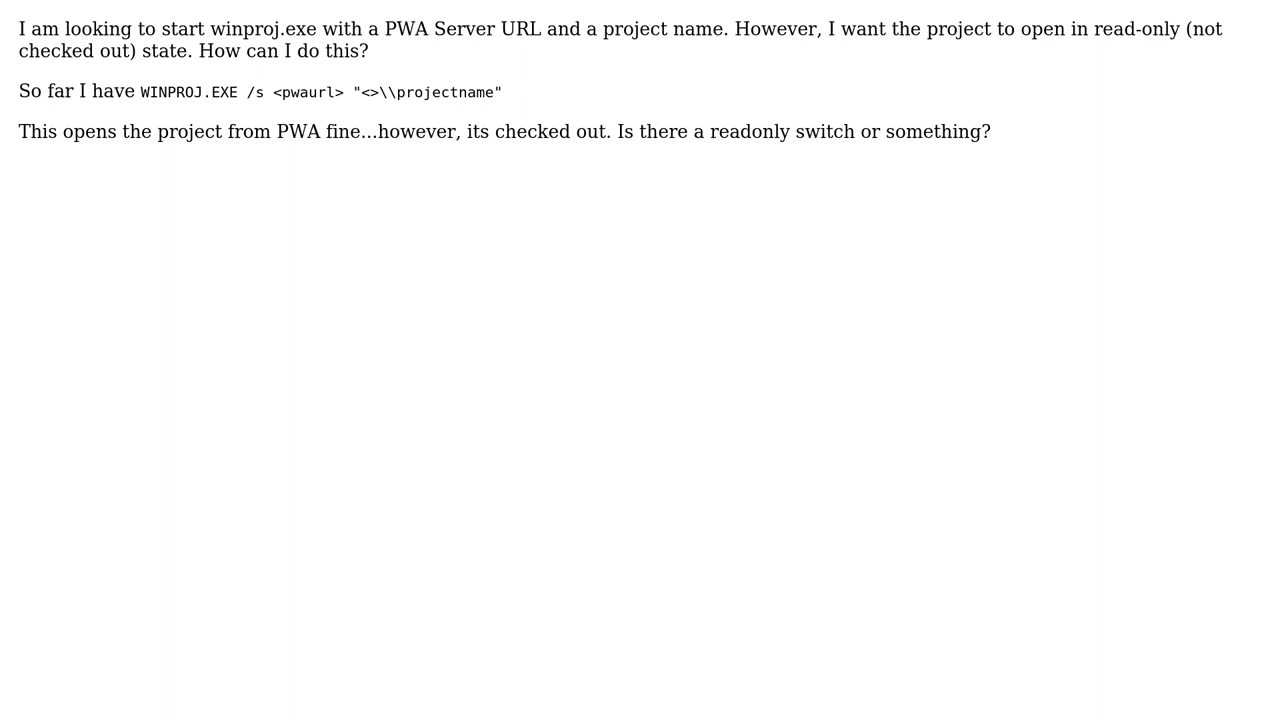 I am looking to start winproj.exe with a PWA Server URL and a project name. However, I want the project to open in read-only (not
checked out) state. How can I do this?
So far I have WINPROJ.EXE /s <pwaurl> "<>\\projectname"
This opens the project from PWA fine...however, its checked out. Is there a readonly switch or something?